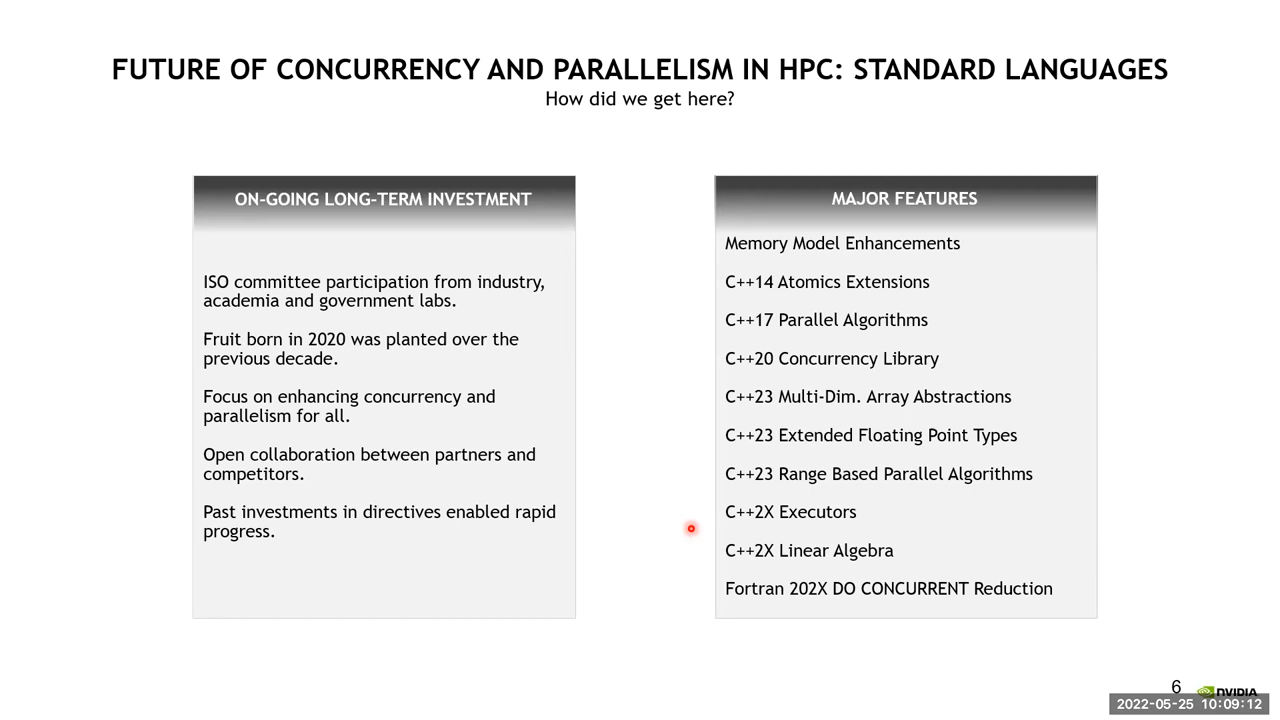 FUTURE OF CONCURRENCY AND PARALLELISM IN HPC: STANDARD LANGUAGES
How did we get here?
ON-GOING LONG-TERM INVESTMENT
ISO committee participation from industry,
academia and government labs.
Fruit born in 2020 was planted over the
previous decade.
Focus on enhancing concurrency and
parallelism for all.
Open collaboration between partners and
competitors.
Past investments in directives enabled rapid
progress.
MAJOR FEATURES
Memory Model Enhancements
C++14 Atomics Extensions
C++17 Parallel Algorithms
C++20 Concurrency Library
C++23 Multi-Dim. Array Abstractions
C++23 Extended Floating Point Types
C++23 Range Based Parallel Algorithms
C++2X Executors
C++2X Linear Algebra
Fortran 202X DO CONCURRENT Reduction
6
NVIDIA
2022-05-25 10:09:12